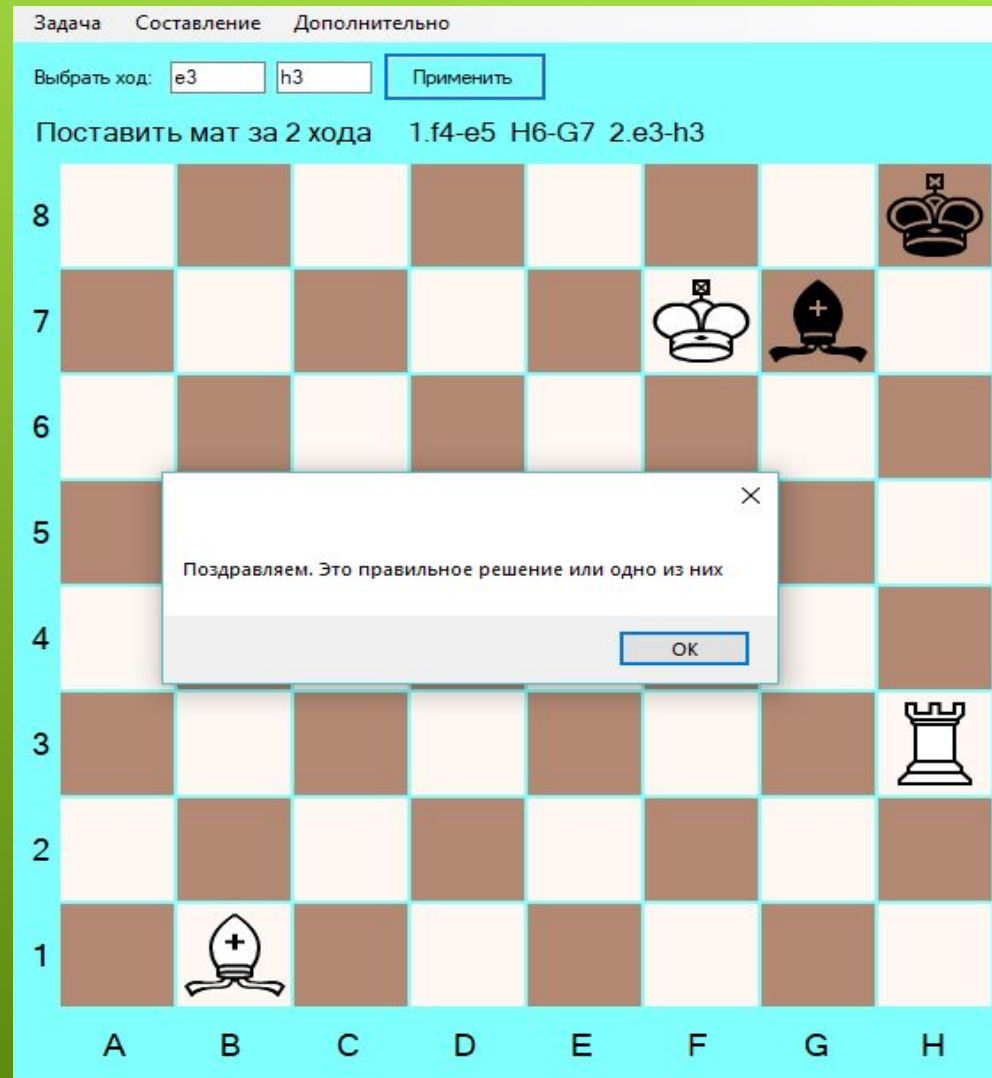 Задача Составление Дополнительно
Выбрать ход: e3 h3 Применить
Поставить мат за 2 хода 1.f4-e5 H6-G7 2.e3-h3
8
7
6
5
Поздравляем. Это правильное решение или одно из них
4
OK
3
2
1
A B C D E F G H